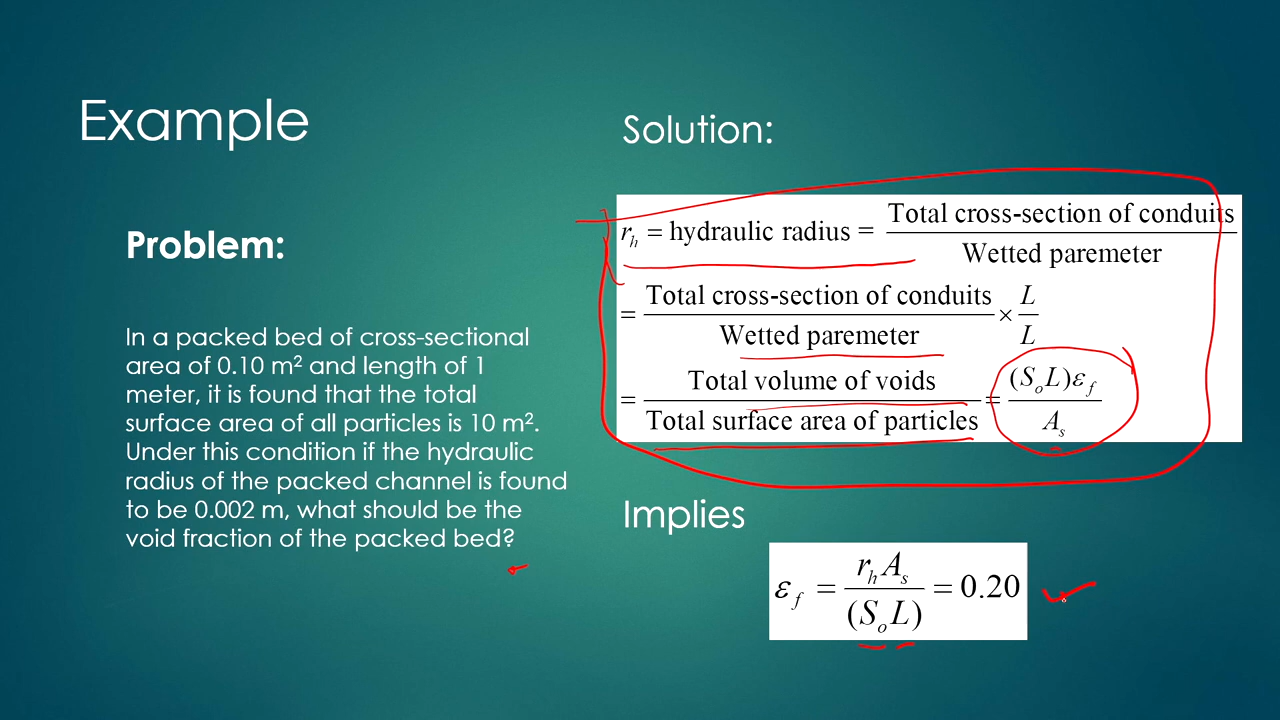 Example
Problem:
In a packed bed of cross-sectional
area of 0.10 m² and length of 1
meter, it is found that the total
surface area of all particles is 10 m².
Under this condition if the hydraulic
radius of the packed channel is found
to be 0.002 m, what should be the
void fraction of the packed bed?
Solution:
r_h = hydraulic radius = Total cross-section of conduits / Wetted paremeter
= Total cross-section of conduits / Wetted paremeter × L / L
= Total volume of voids / Total surface area of particles = (S_o L)ε_f / A_s
Implies
ε_f = r_h A_s / (S_o L) = 0.20